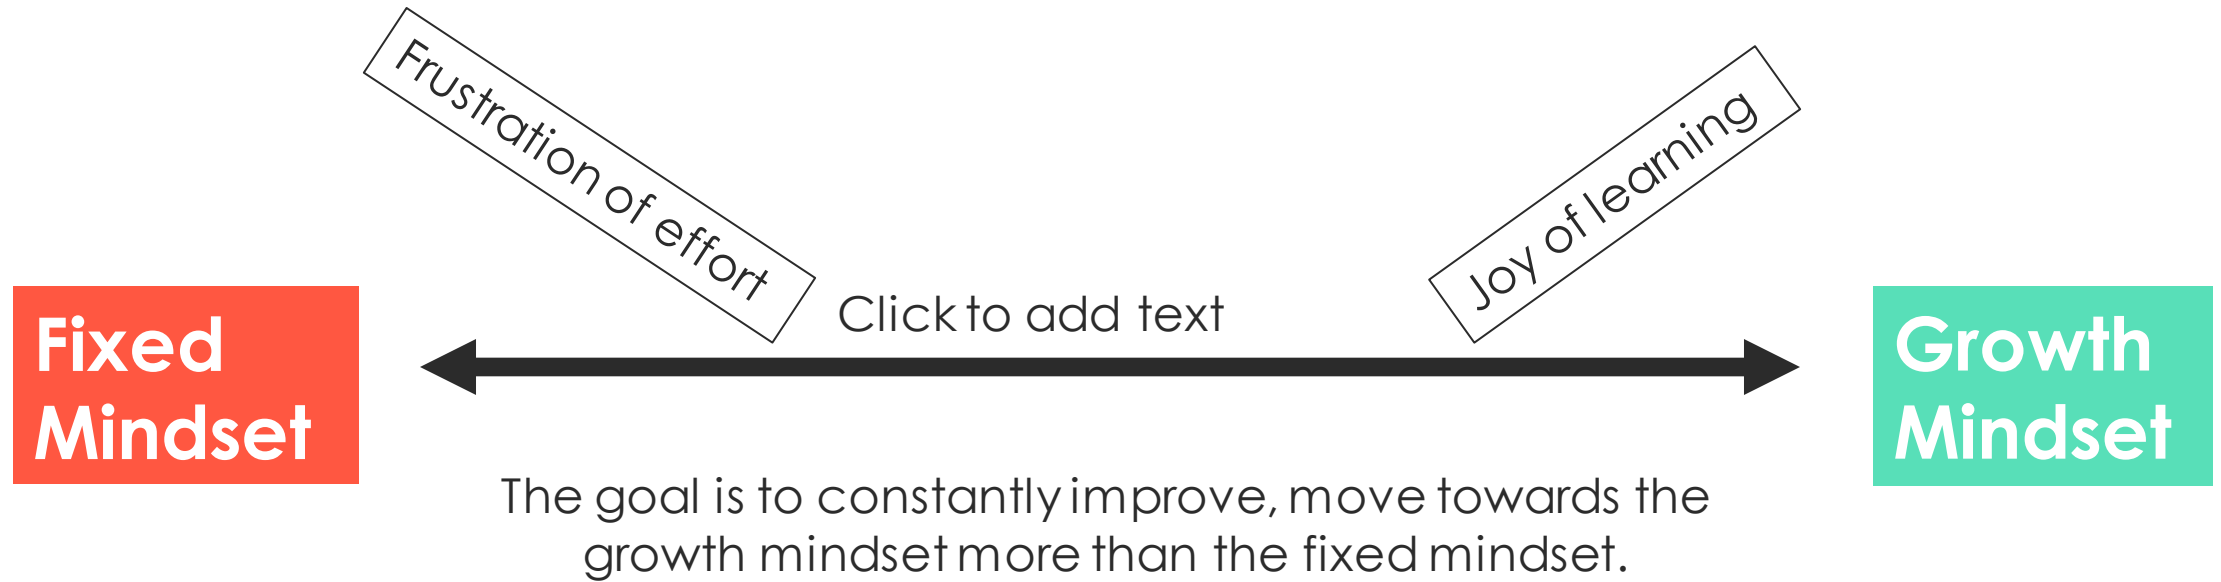 Frustration of effort
Joy of learning
Click to add text
Fixed
Mindset
Growth
Mindset
The goal is to constantly improve, move towards the
growth mindset more than the fixed mindset.